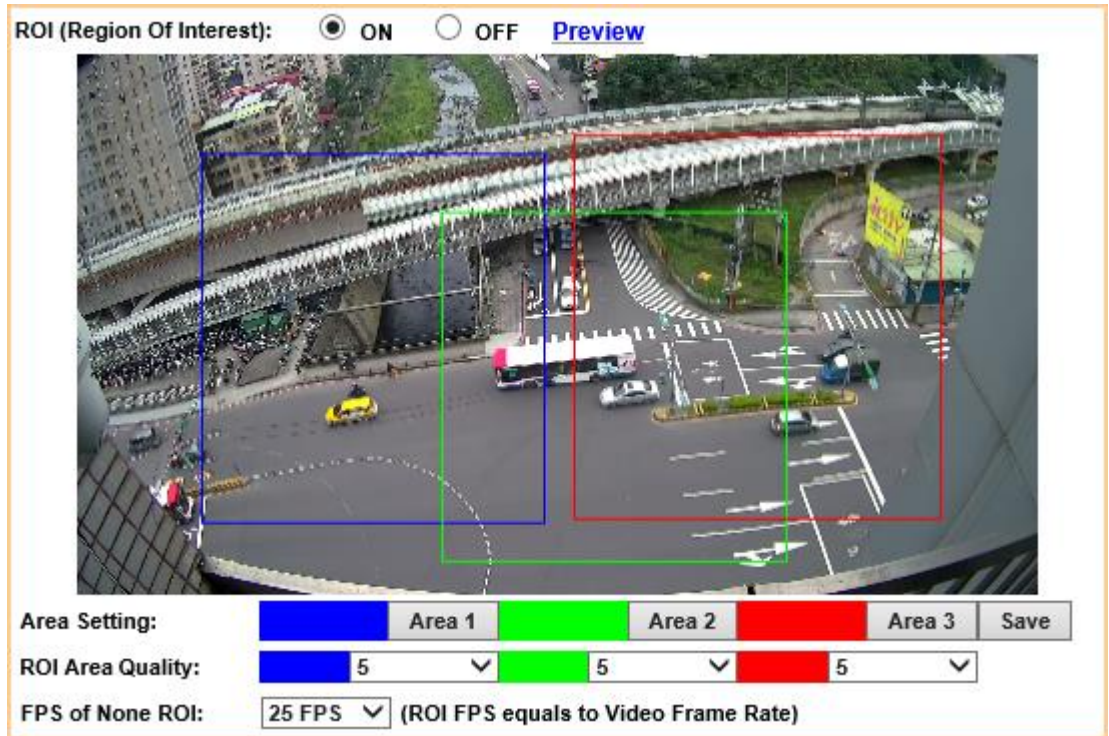 ROI (Region Of Interest): ON OFF Preview
Area Setting: Area 1 Area 2 Area 3 Save
ROI Area Quality: 5 5 5
FPS of None ROI: 25 FPS (ROI FPS equals to Video Frame Rate)